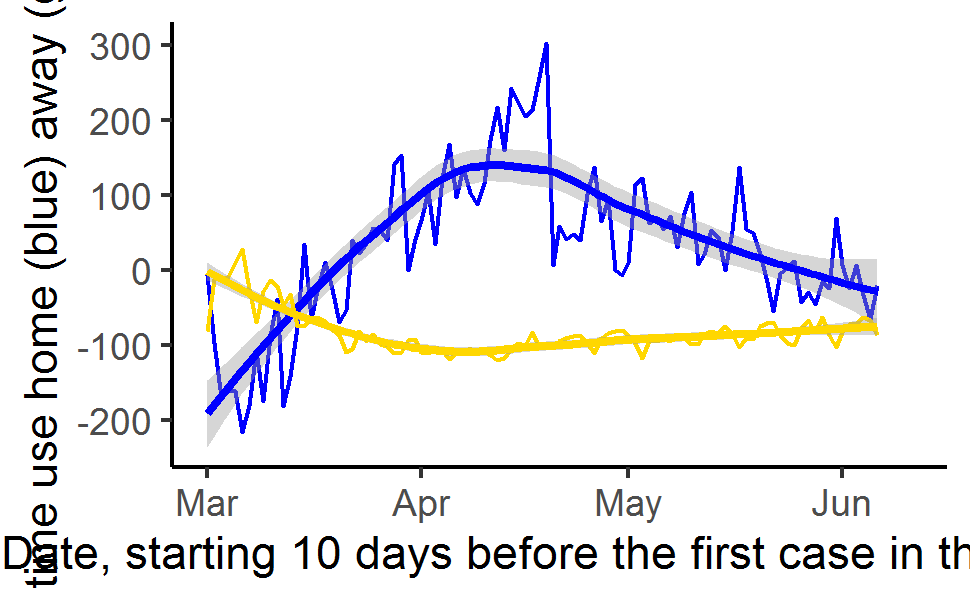 time use home (blue) away (
300
200
100
0
-100
-200
Mar Apr May Jun
Date, starting 10 days before the first case in th